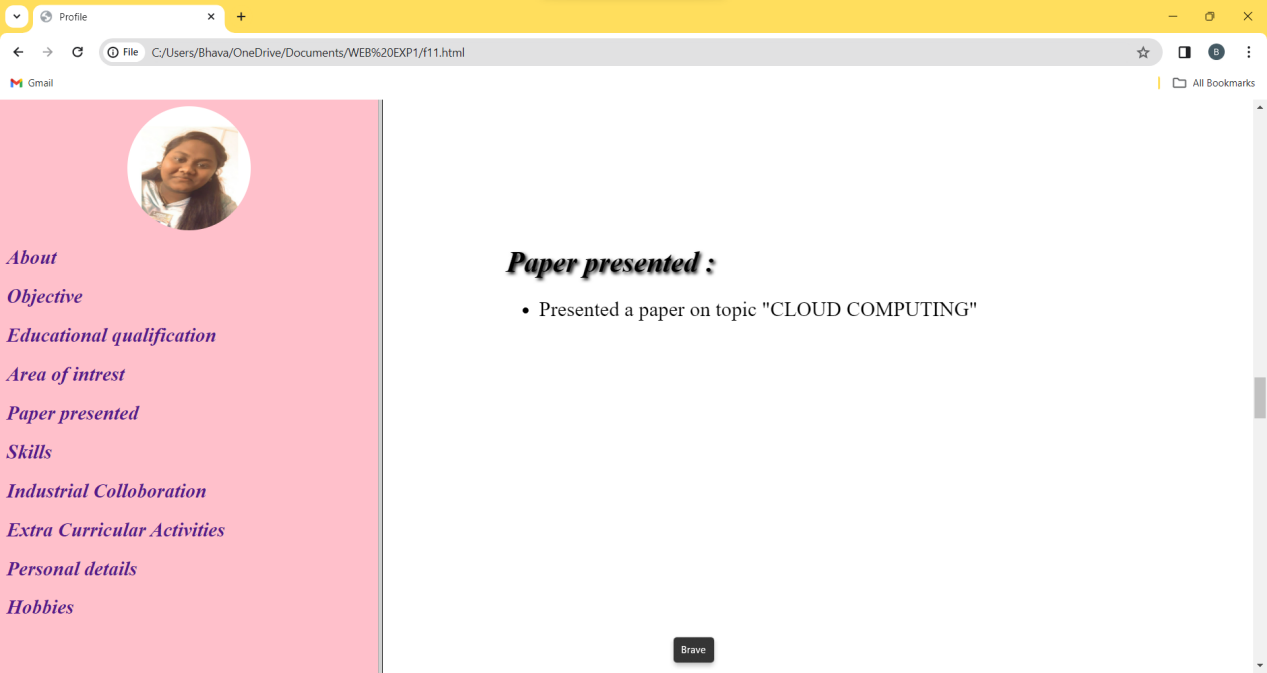 Profile
File C:/Users/Bhava/OneDrive/Documents/WEB%20EXP1/f11.html
B
Gmail
All Bookmarks
About
Objective
Educational qualification
Area of intrest
Paper presented
Skills
Industrial Colloboration
Extra Curricular Activities
Personal details
Hobbies
Paper presented :
• Presented a paper on topic "CLOUD COMPUTING"
Brave